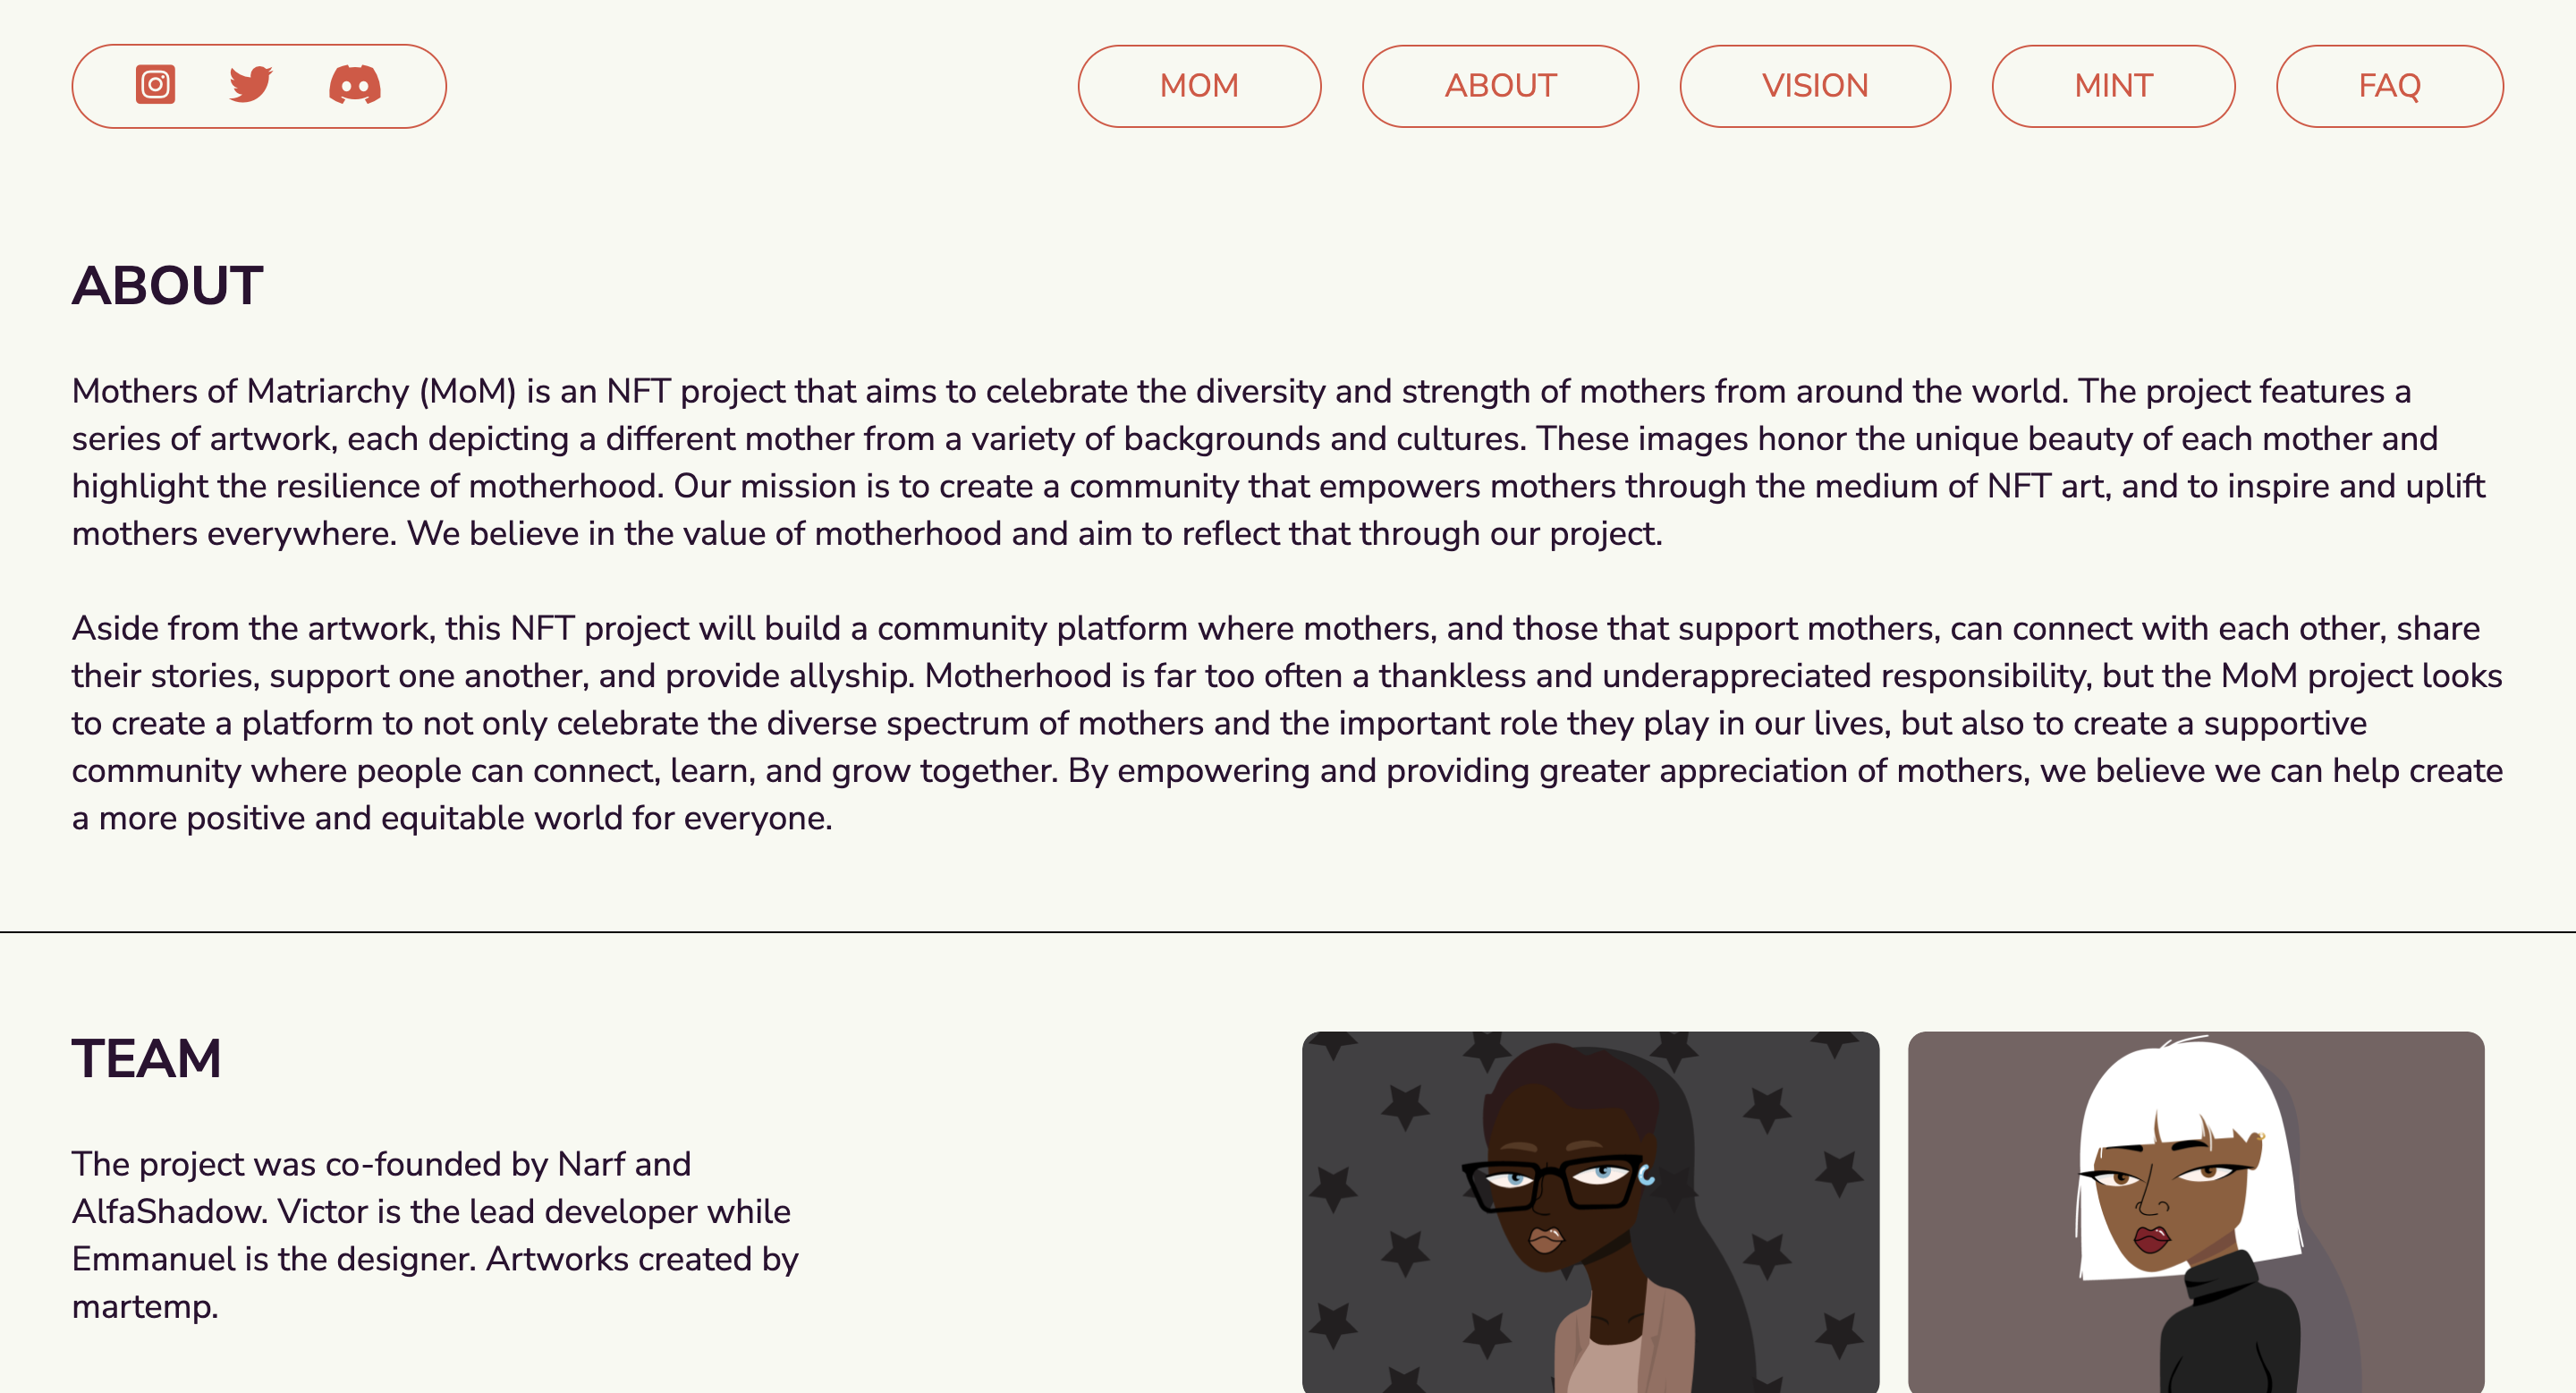 MOM
ABOUT
VISION
MINT
FAQ
ABOUT
Mothers of Matriarchy (MoM) is an NFT project that aims to celebrate the diversity and strength of mothers from around the world. The project features a
series of artwork, each depicting a different mother from a variety of backgrounds and cultures. These images honor the unique beauty of each mother and
highlight the resilience of motherhood. Our mission is to create a community that empowers mothers through the medium of NFT art, and to inspire and uplift
mothers everywhere. We believe in the value of motherhood and aim to reflect that through our project.
Aside from the artwork, this NFT project will build a community platform where mothers, and those that support mothers, can connect with each other, share
their stories, support one another, and provide allyship. Motherhood is far too often a thankless and underappreciated responsibility, but the MoM project looks
to create a platform to not only celebrate the diverse spectrum of mothers and the important role they play in our lives, but also to create a supportive
community where people can connect, learn, and grow together. By empowering and providing greater appreciation of mothers, we believe we can help create
a more positive and equitable world for everyone.
TEAM
The project was co-founded by Narf and
AlfaShadow. Victor is the lead developer while
Emmanuel is the designer. Artworks created by
martemp.